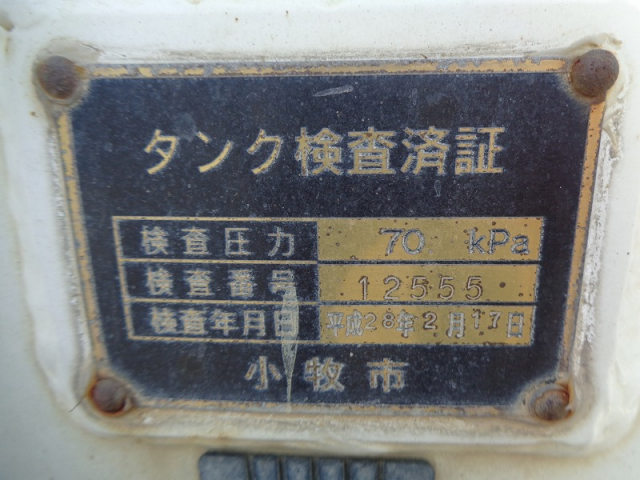 タンク検査済証
検査圧力 70 kPa
検査番号 12555
検査年月日 平成28年2月17日
小牧市